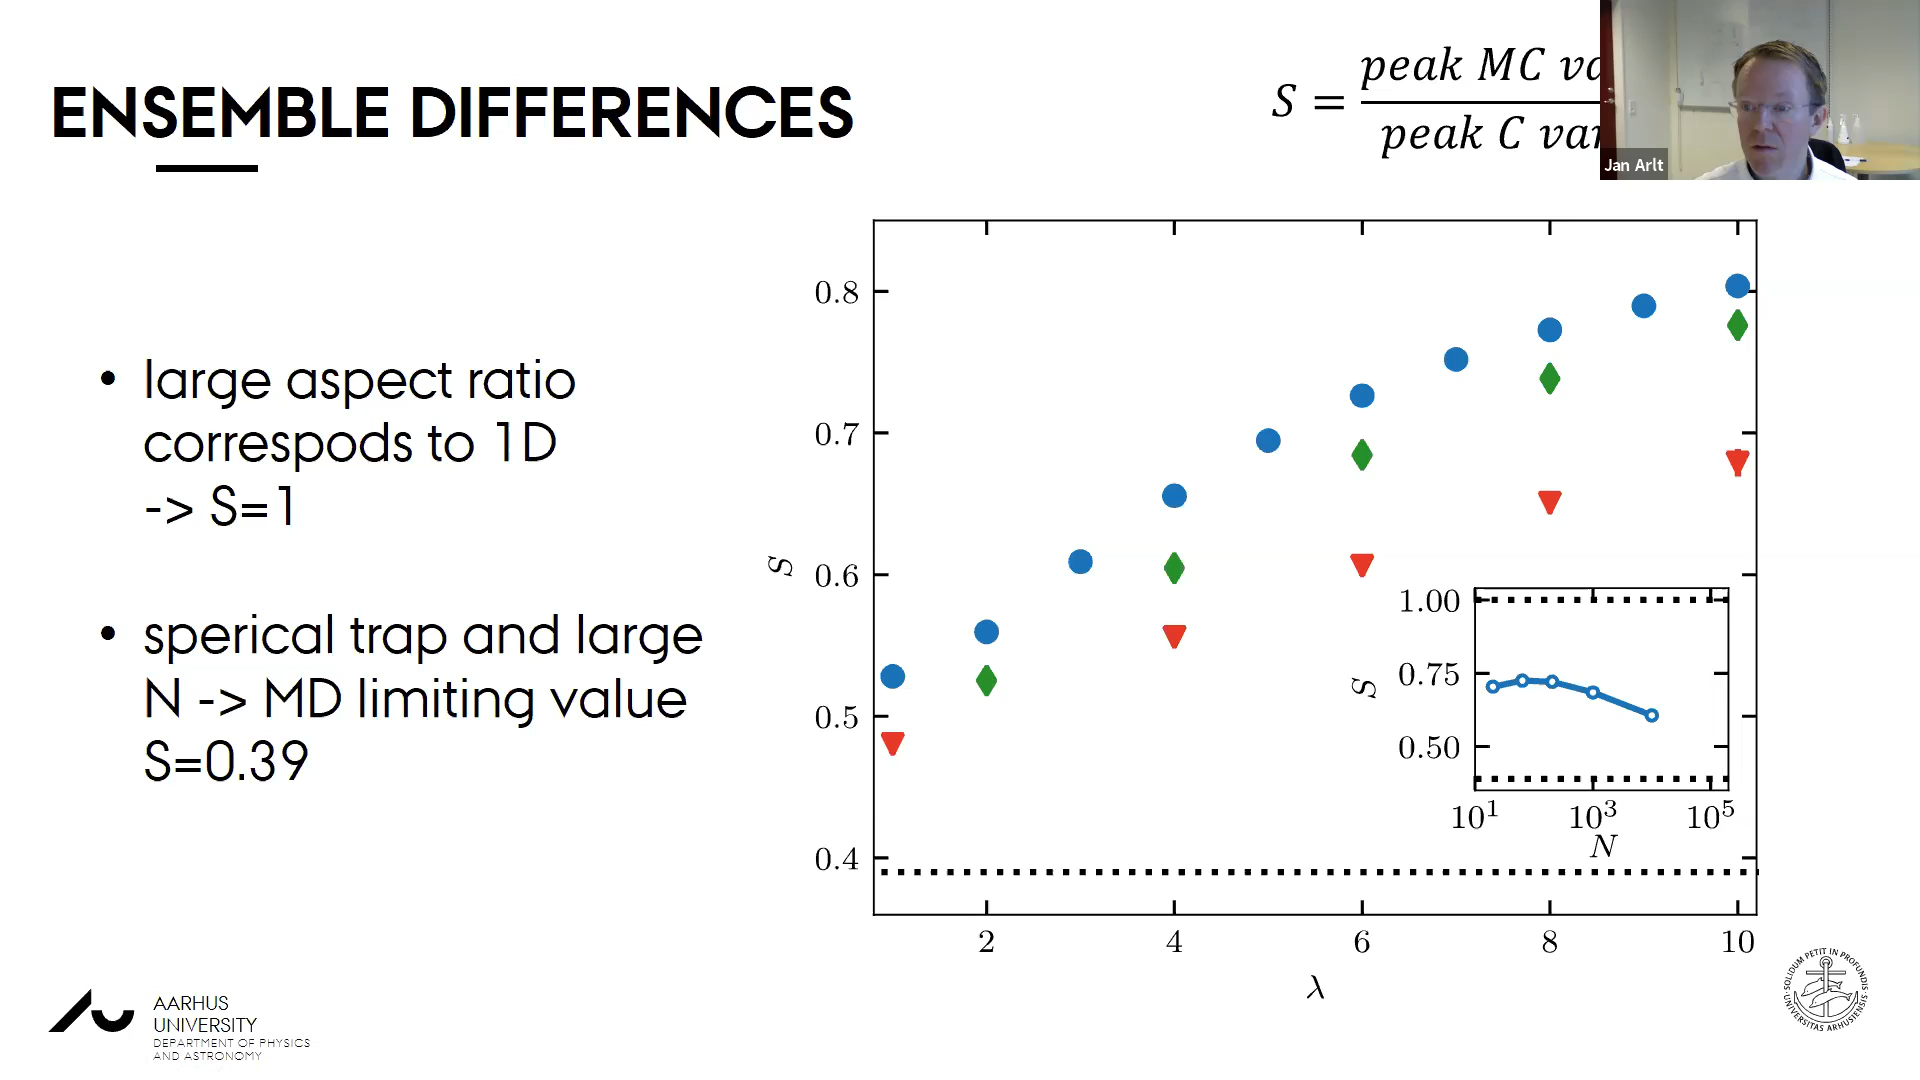 ENSEMBLE DIFFERENCES
S = peak MC
peak C
Jan Arlt
• large aspect ratio
correspods to 1D
-> S=1
• sperical trap and large
N -> MD limiting value
S=0.39
0.8
0.7
0.6
0.5
0.4
S
2 4 6 8 10
λ
1.00
0.75
0.50
S
10¹ 10³ 10⁵
N
AARHUS
UNIVERSITY
DEPARTMENT OF PHYSICS
AND ASTRONOMY
SOLIDUM PETIT IN PROFUNDIS
UNIVERSITAS ARHUSIENSIS